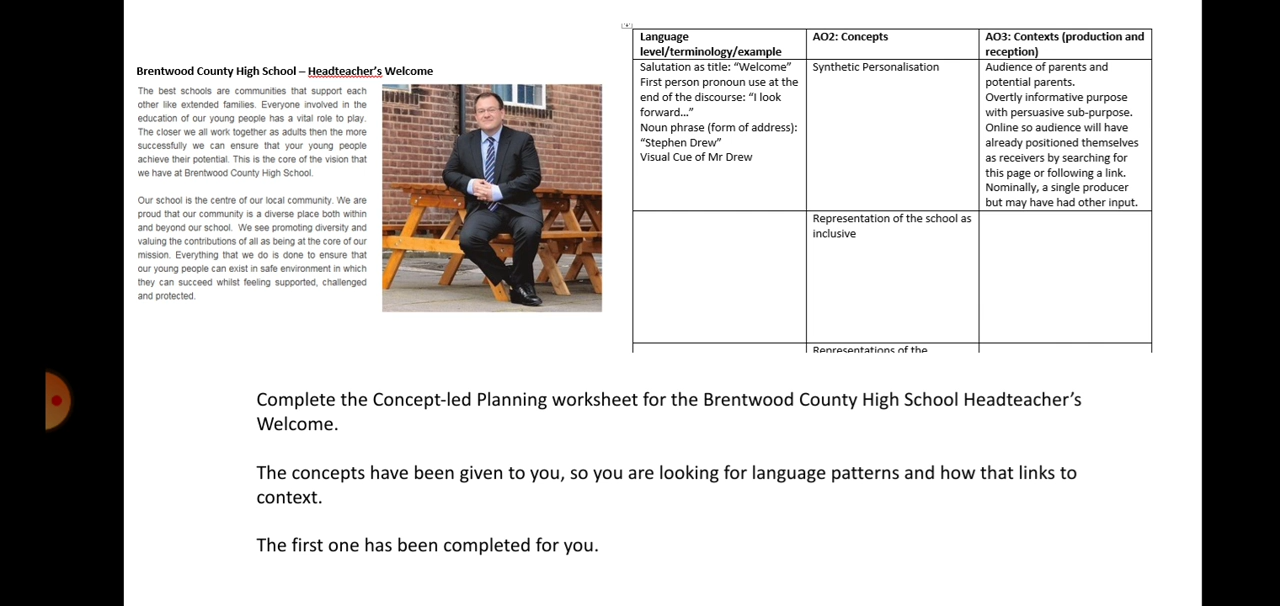 Brentwood County High School – Headteacher's Welcome
The best schools are communities that support each
other like extended families. Everyone involved in the
education of our young people has a vital role to play.
The closer we all work together as adults then the more
successfully we can ensure that your young people
achieve their potential. This is the core of the vision that
we have at Brentwood County High School.
Our school is the centre of our local community. We are
proud that our community is a diverse place both within
and beyond our school. We see promoting diversity and
valuing the contributions of all as being at the core of our
mission. Everything that we do is done to ensure that
our young people can exist in safe environment in which
they can succeed whilst feeling supported, challenged
and protected.
Language
level/terminology/example
AO2: Concepts
AO3: Contexts (production and
reception)
Salutation as title: “Welcome”
First person pronoun use at the
end of the discourse: “I look
forward…”
Noun phrase (form of address):
“Stephen Drew”
Visual Cue of Mr Drew
Synthetic Personalisation
Audience of parents and
potential parents.
Overtly informative purpose
with persuasive sub-purpose.
Online so audience will have
already positioned themselves
as receivers by searching for
this page or following a link.
Nominally, a single producer
but may have had other input.
Representation of the school as
inclusive
Representations of the
Complete the Concept-led Planning worksheet for the Brentwood County High School Headteacher’s
Welcome.
The concepts have been given to you, so you are looking for language patterns and how that links to
context.
The first one has been completed for you.